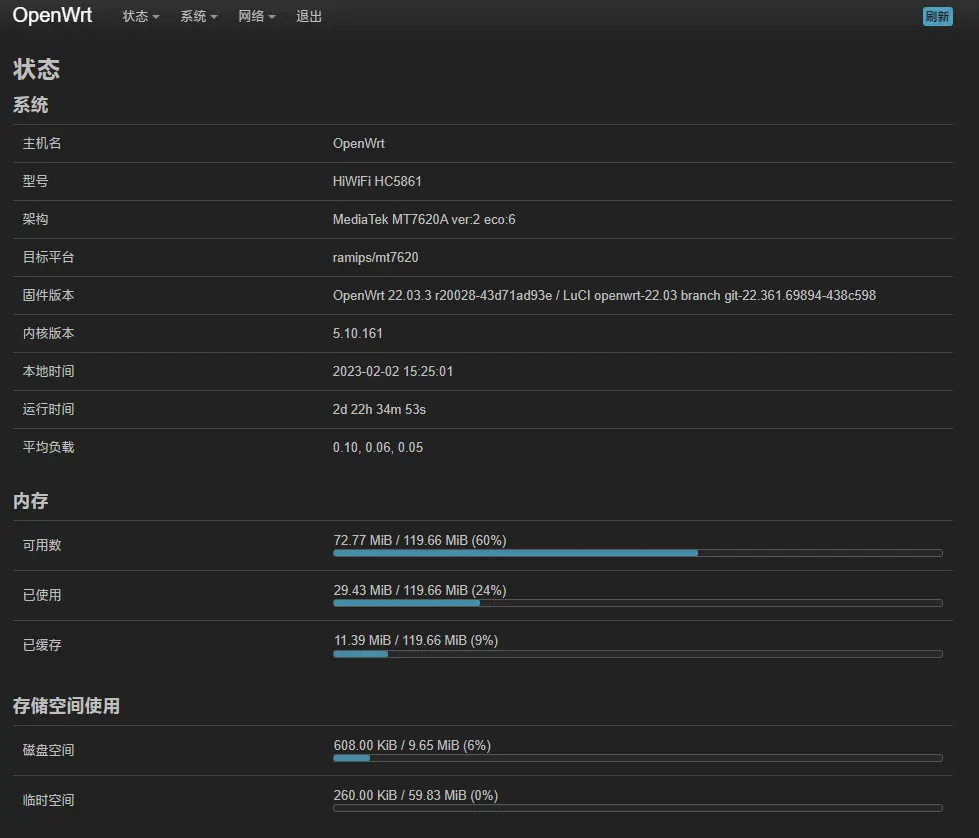 OpenWrt 状态 系统 网络 退出 刷新
状态
系统
主机名 OpenWrt
型号 HiWiFi HC5861
架构 MediaTek MT7620A ver:2 eco:6
目标平台 ramips/mt7620
固件版本 OpenWrt 22.03.3 r20028-43d71ad93e / LuCI openwrt-22.03 branch git-22.361.69894-438c598
内核版本 5.10.161
本地时间 2023-02-02 15:25:01
运行时间 2d 22h 34m 53s
平均负载 0.10, 0.06, 0.05
内存
可用数 72.77 MiB / 119.66 MiB (60%)
已使用 29.43 MiB / 119.66 MiB (24%)
已缓存 11.39 MiB / 119.66 MiB (9%)
存储空间使用
磁盘空间 608.00 KiB / 9.65 MiB (6%)
临时空间 260.00 KiB / 59.83 MiB (0%)